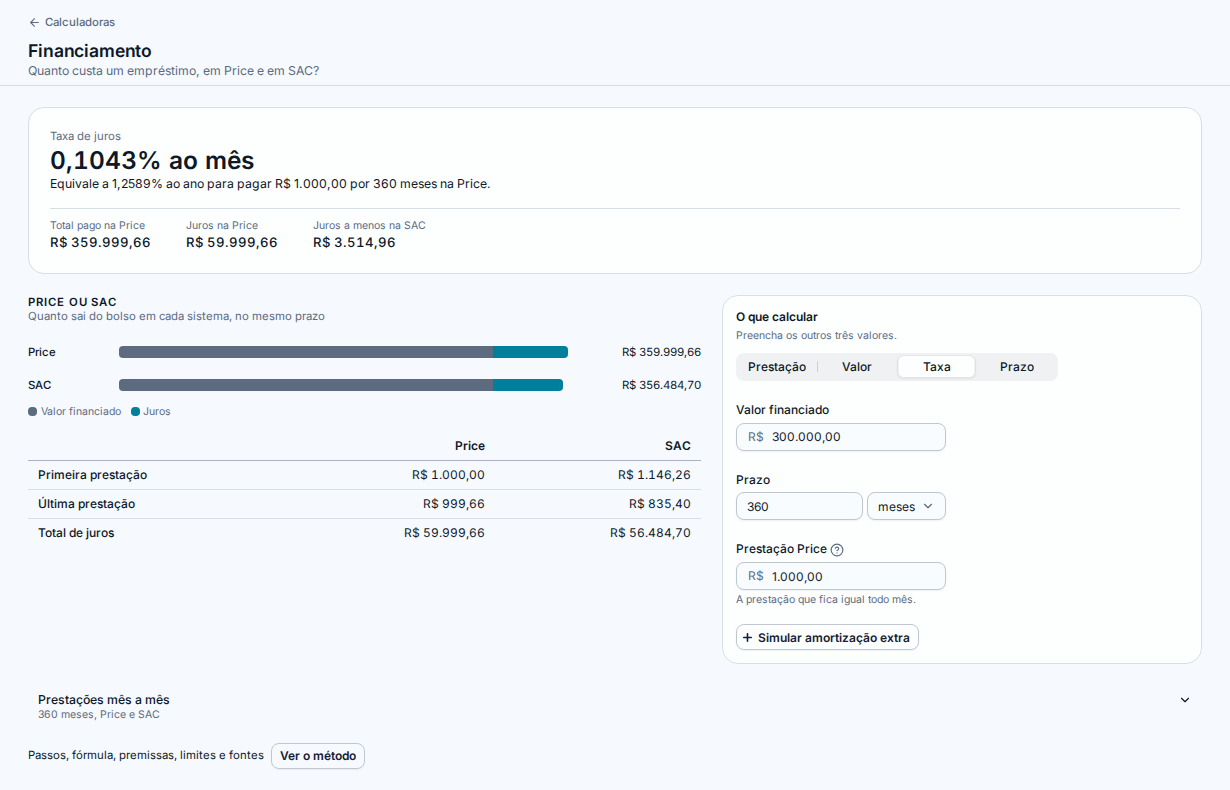 Calculadoras
Financiamento
Quanto custa um empréstimo, em Price e em SAC?
Taxa de juros
0,1043% ao mês
Equivale a 1,2589% ao ano para pagar R$ 1.000,00 por 360 meses na Price.
Total pago na Price
R$ 359.999,66
Juros na Price
R$ 59.999,66
Juros a menos na SAC
R$ 3.514,96
PRICE OU SAC
Quanto sai do bolso em cada sistema, no mesmo prazo
Price R$ 359.999,66
SAC R$ 356.484,70
Valor financiado Juros
Price SAC
Primeira prestação R$ 1.000,00 R$ 1.146,26
Última prestação R$ 999,66 R$ 835,40
Total de juros R$ 59.999,66 R$ 56.484,70
O que calcular
Preencha os outros três valores.
Prestação Valor Taxa Prazo
Valor financiado
R$ 300.000,00
Prazo
360 meses
Prestação Price ?
R$ 1.000,00
A prestação que fica igual todo mês.
+ Simular amortização extra
Prestações mês a mês
360 meses, Price e SAC
Passos, fórmula, premissas, limites e fontes Ver o método